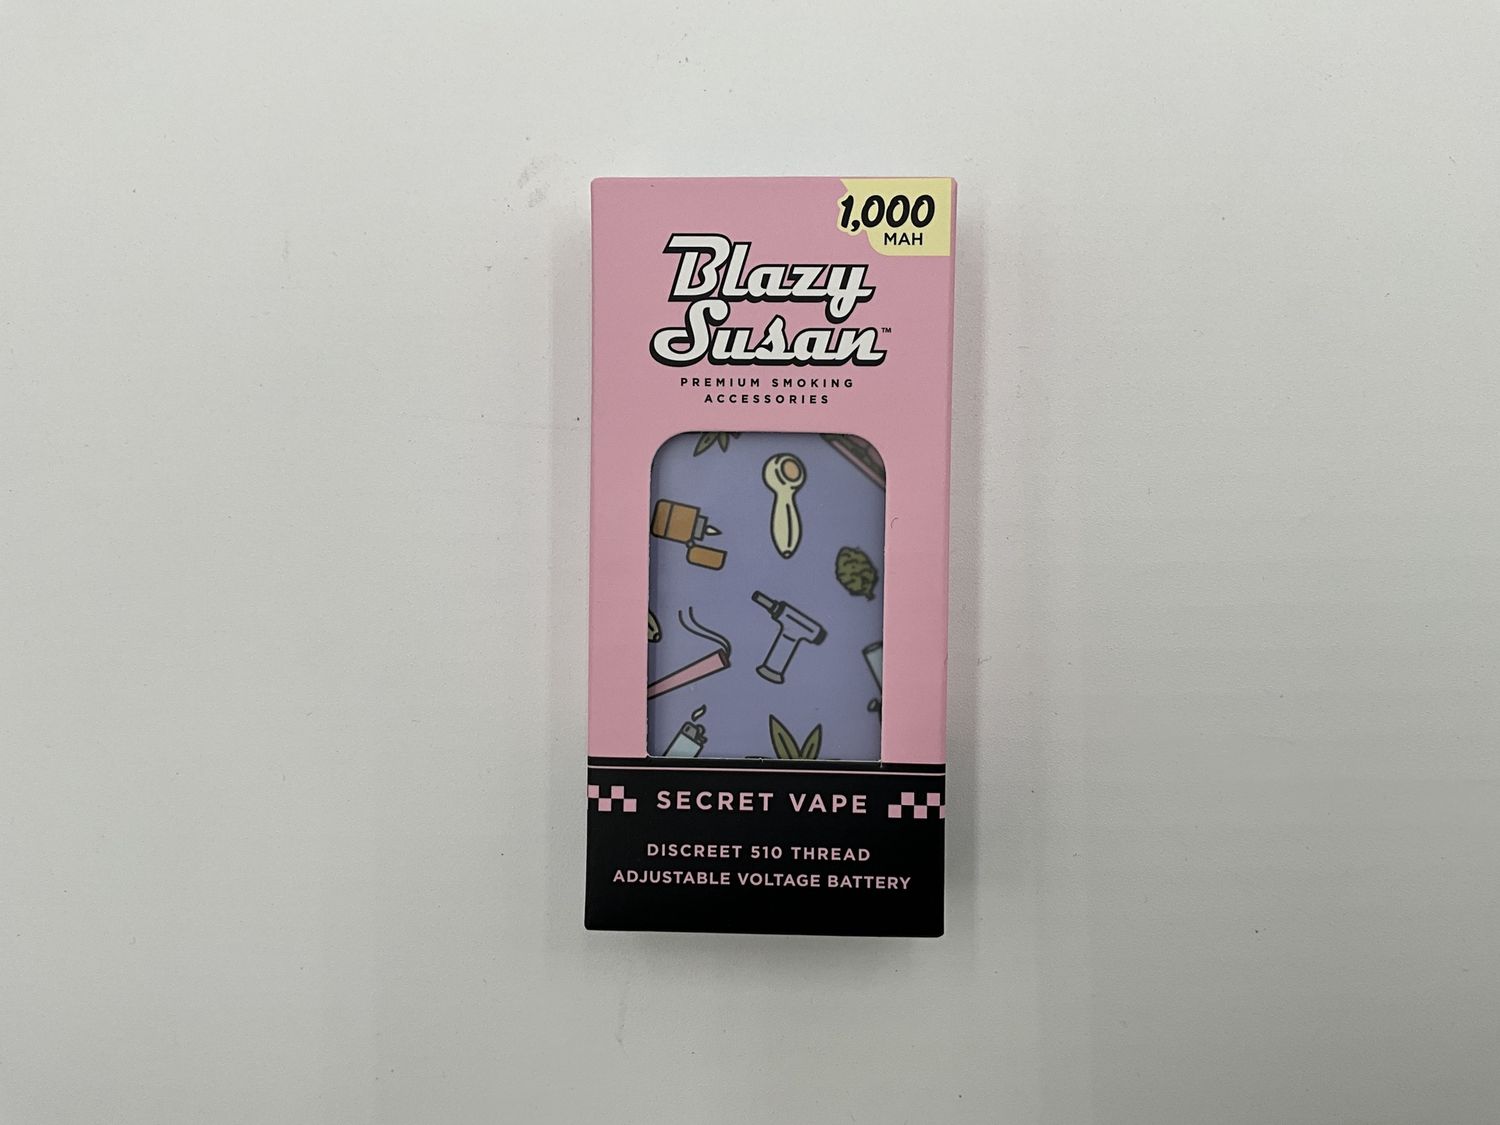 1,000
MAH
Blazy
Susan™
PREMIUM SMOKING
ACCESSORIES
SECRET VAPE
DISCREET 510 THREAD
ADJUSTABLE VOLTAGE BATTERY